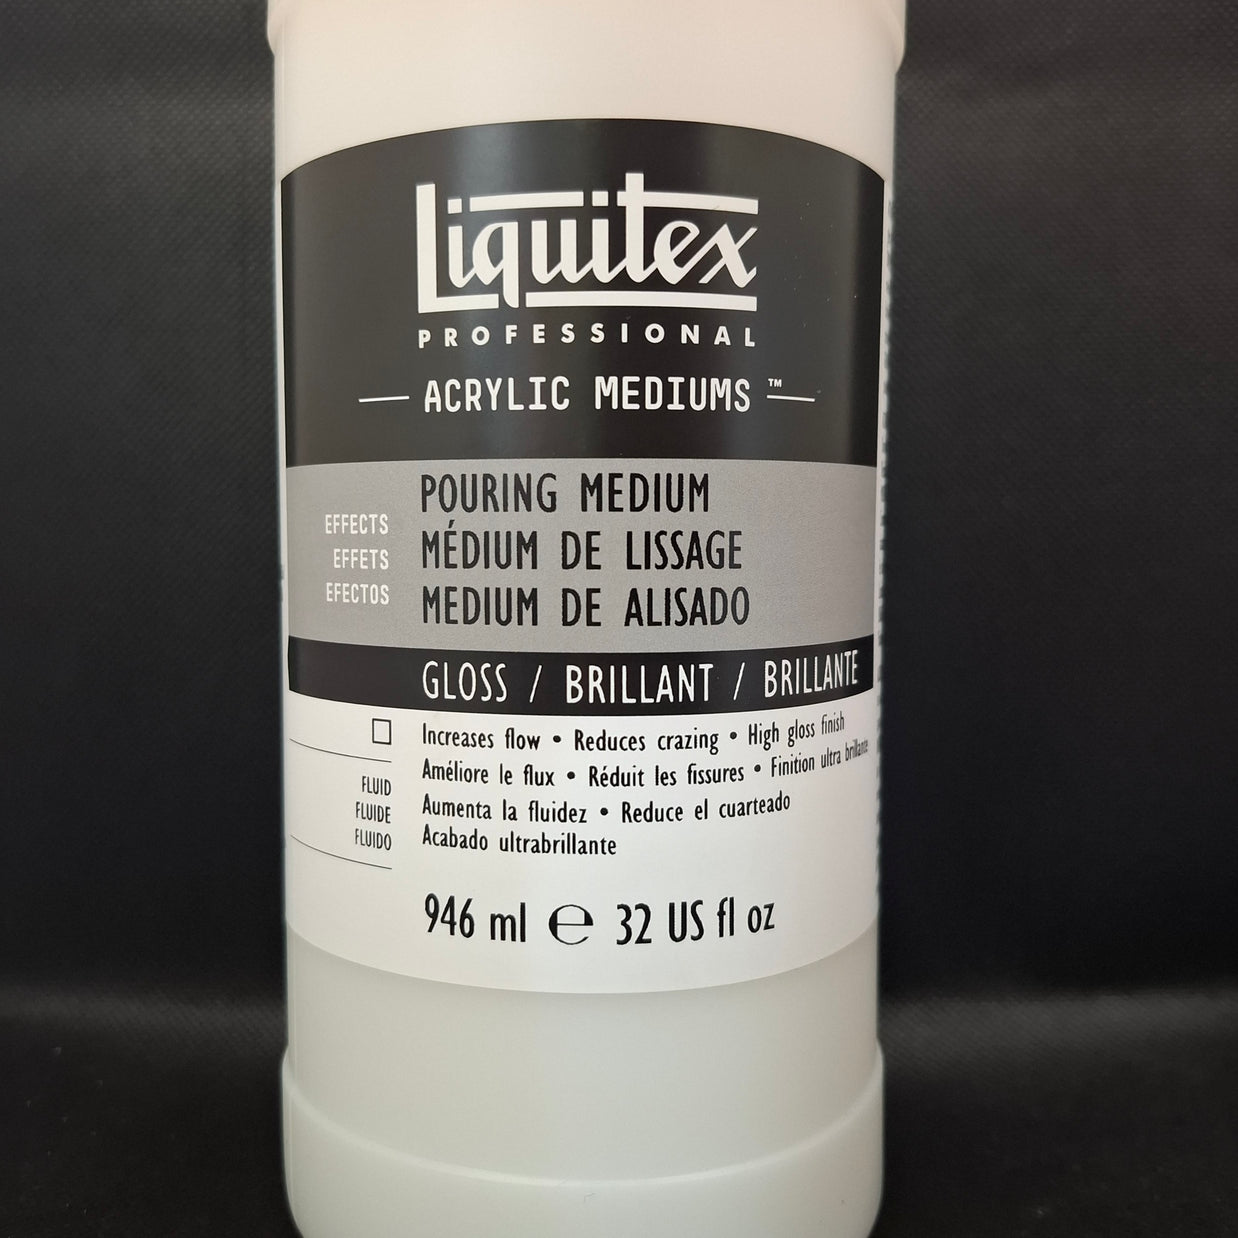 Liquitex
PROFESSIONAL
ACRYLIC MEDIUMS™
EFFECTS
EFFETS
EFECTOS
POURING MEDIUM
MÉDIUM DE LISSAGE
MEDIUM DE ALISADO
GLOSS / BRILLANT / BRILLANTE
FLUID
FLUIDE
FLUIDO
Increases flow • Reduces crazing • High gloss finish
Améliore le flux • Réduit les fissures • Finition ultra brillante
Aumenta la fluidez • Reduce el cuarteado
Acabado ultrabrillante
946 ml ℮ 32 US fl oz